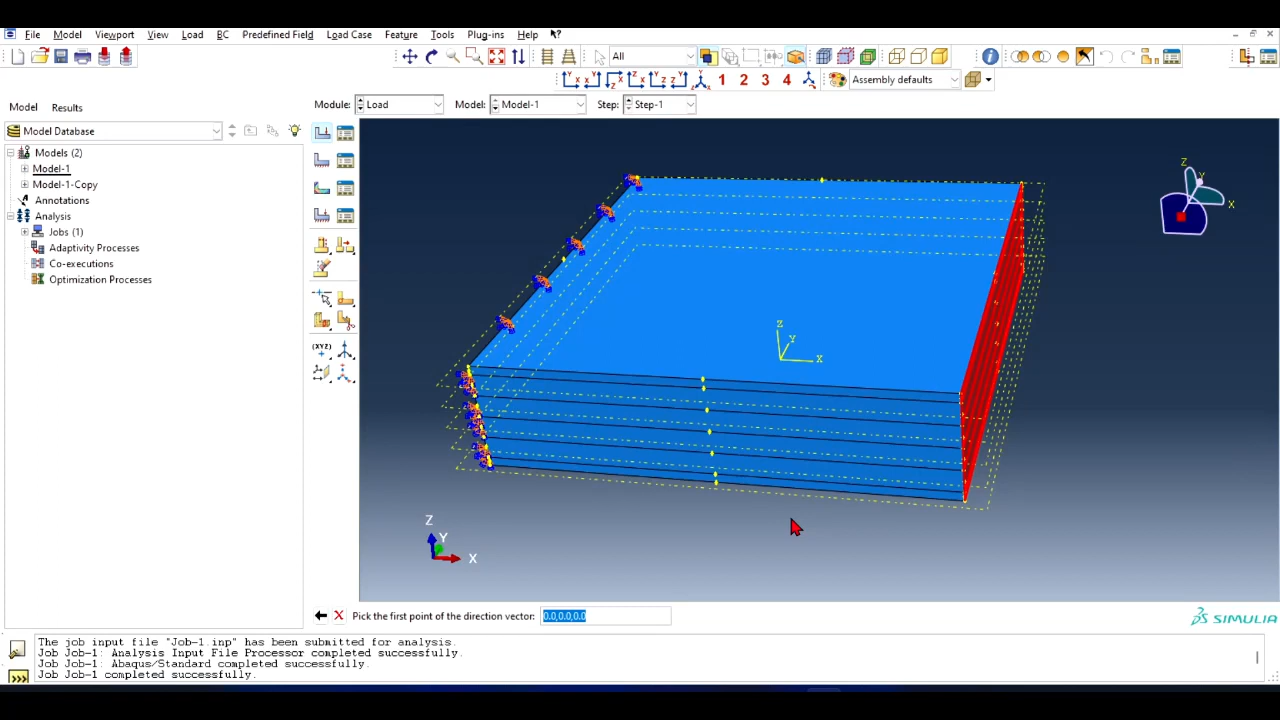 File Model Viewport View Load BC Predefined Field Load Case Feature Tools Plug-ins Help
All
1 2 3 4 Assembly defaults
Model Results
Module: Load Model: Model-1 Step: Step-1
Model Database
Models (2)
Model-1
Model-1-Copy
Annotations
Analysis
Jobs (1)
Adaptivity Processes
Co-executions
Optimization Processes
Z
Y
X
Z
Y
X
Z
Y
X
(XYZ)
Pick the first point of the direction vector: 0.0,0.0,0.0
SIMULIA
The job input file "Job-1.inp" has been submitted for analysis.
Job Job-1: Analysis Input File Processor completed successfully.
Job Job-1: Abaqus/Standard completed successfully.
Job Job-1 completed successfully.
>>>